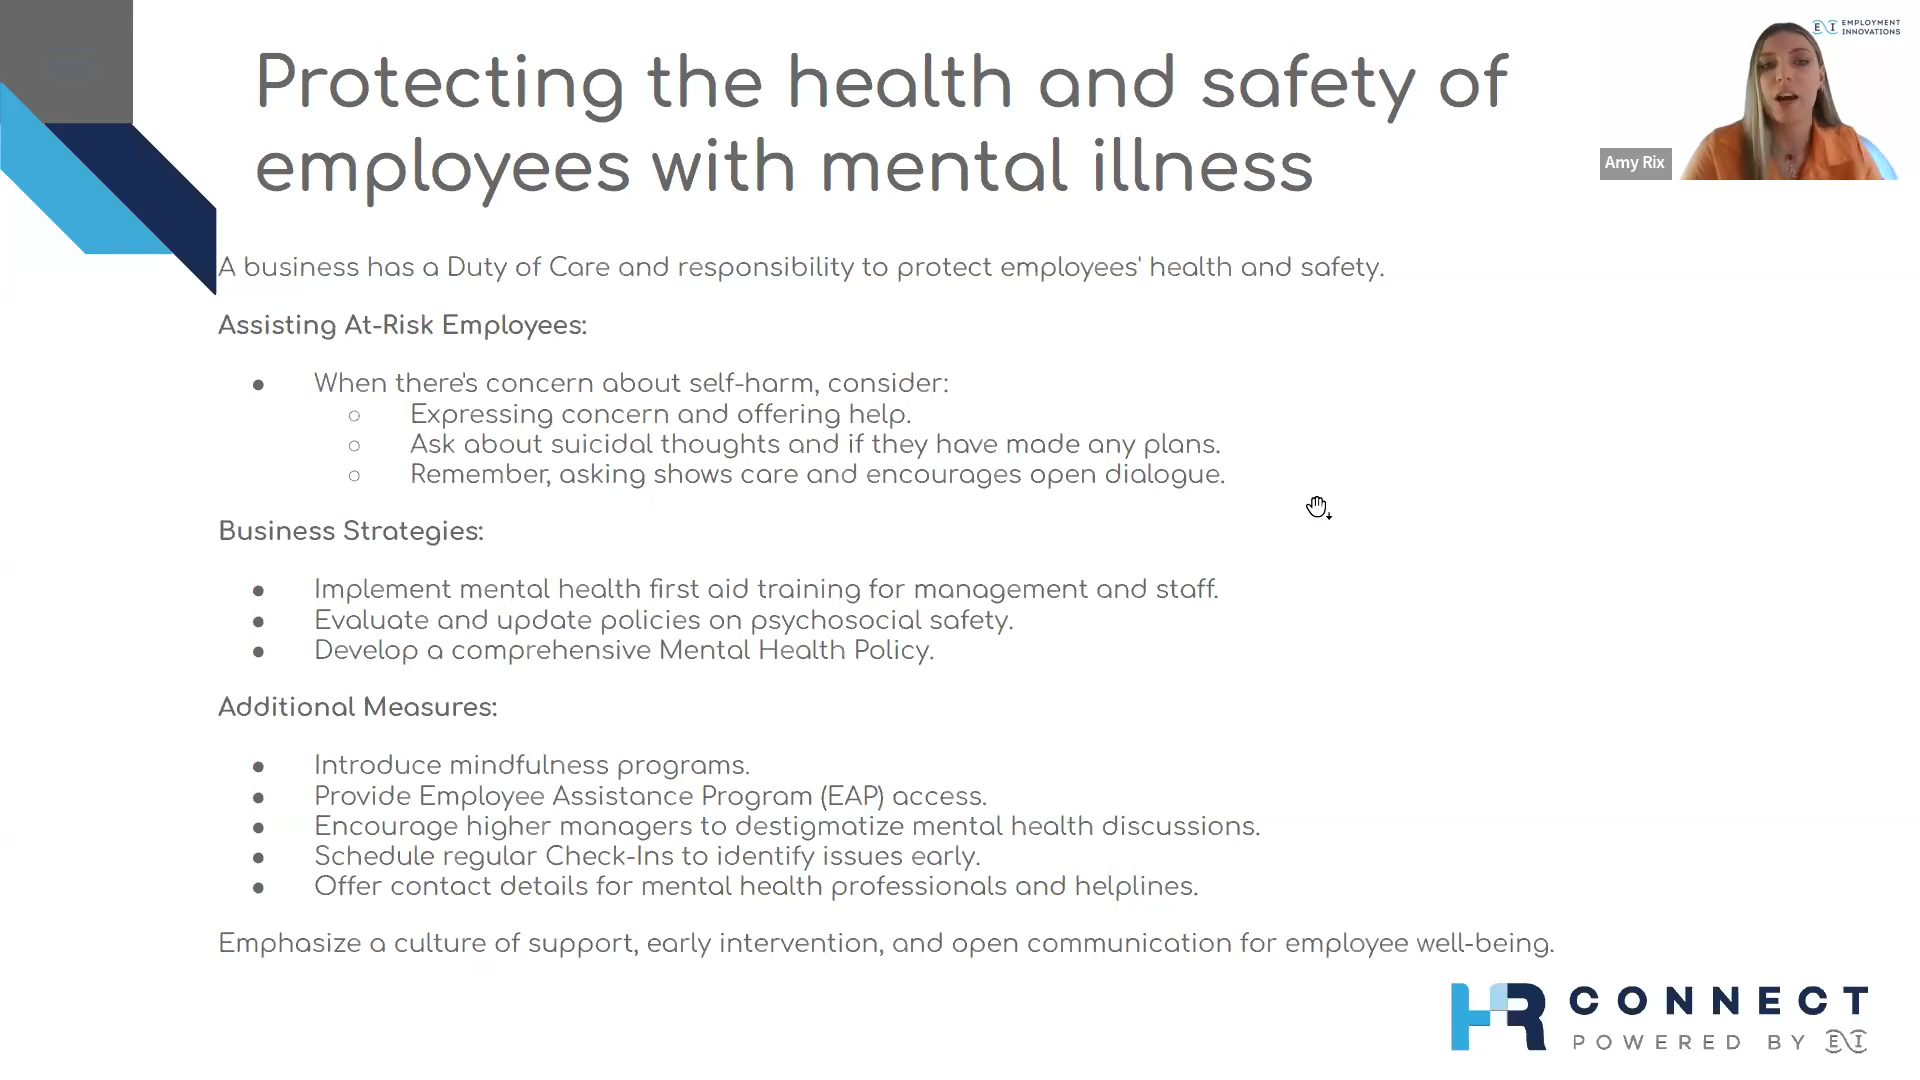 Protecting the health and safety of
employees with mental illness
EI EMPLOYMENT
INNOVATIONS
Amy Rix
A business has a Duty of Care and responsibility to protect employees' health and safety.
Assisting At-Risk Employees:
● When there's concern about self-harm, consider:
○ Expressing concern and offering help.
○ Ask about suicidal thoughts and if they have made any plans.
○ Remember, asking shows care and encourages open dialogue.
Business Strategies:
● Implement mental health first aid training for management and staff.
● Evaluate and update policies on psychosocial safety.
● Develop a comprehensive Mental Health Policy.
Additional Measures:
● Introduce mindfulness programs.
● Provide Employee Assistance Program (EAP) access.
● Encourage higher managers to destigmatize mental health discussions.
● Schedule regular Check-Ins to identify issues early.
● Offer contact details for mental health professionals and helplines.
Emphasize a culture of support, early intervention, and open communication for employee well-being.
HR CONNECT
POWERED BY EI